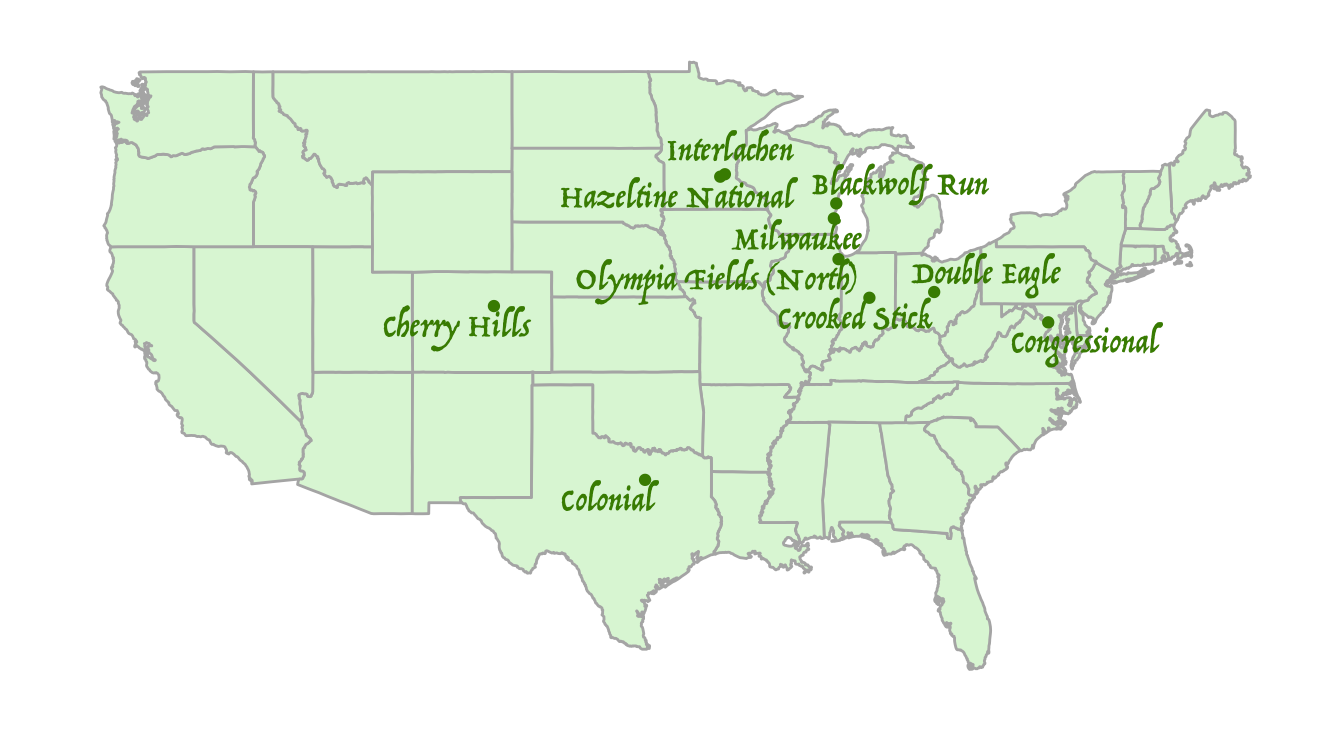 Interlachen
Blackwolf Run
Hazeltine National
Milwaukee
Olympia Fields (North)
Double Eagle
Crooked Stick
Cherry Hills
Congressional
Colonial